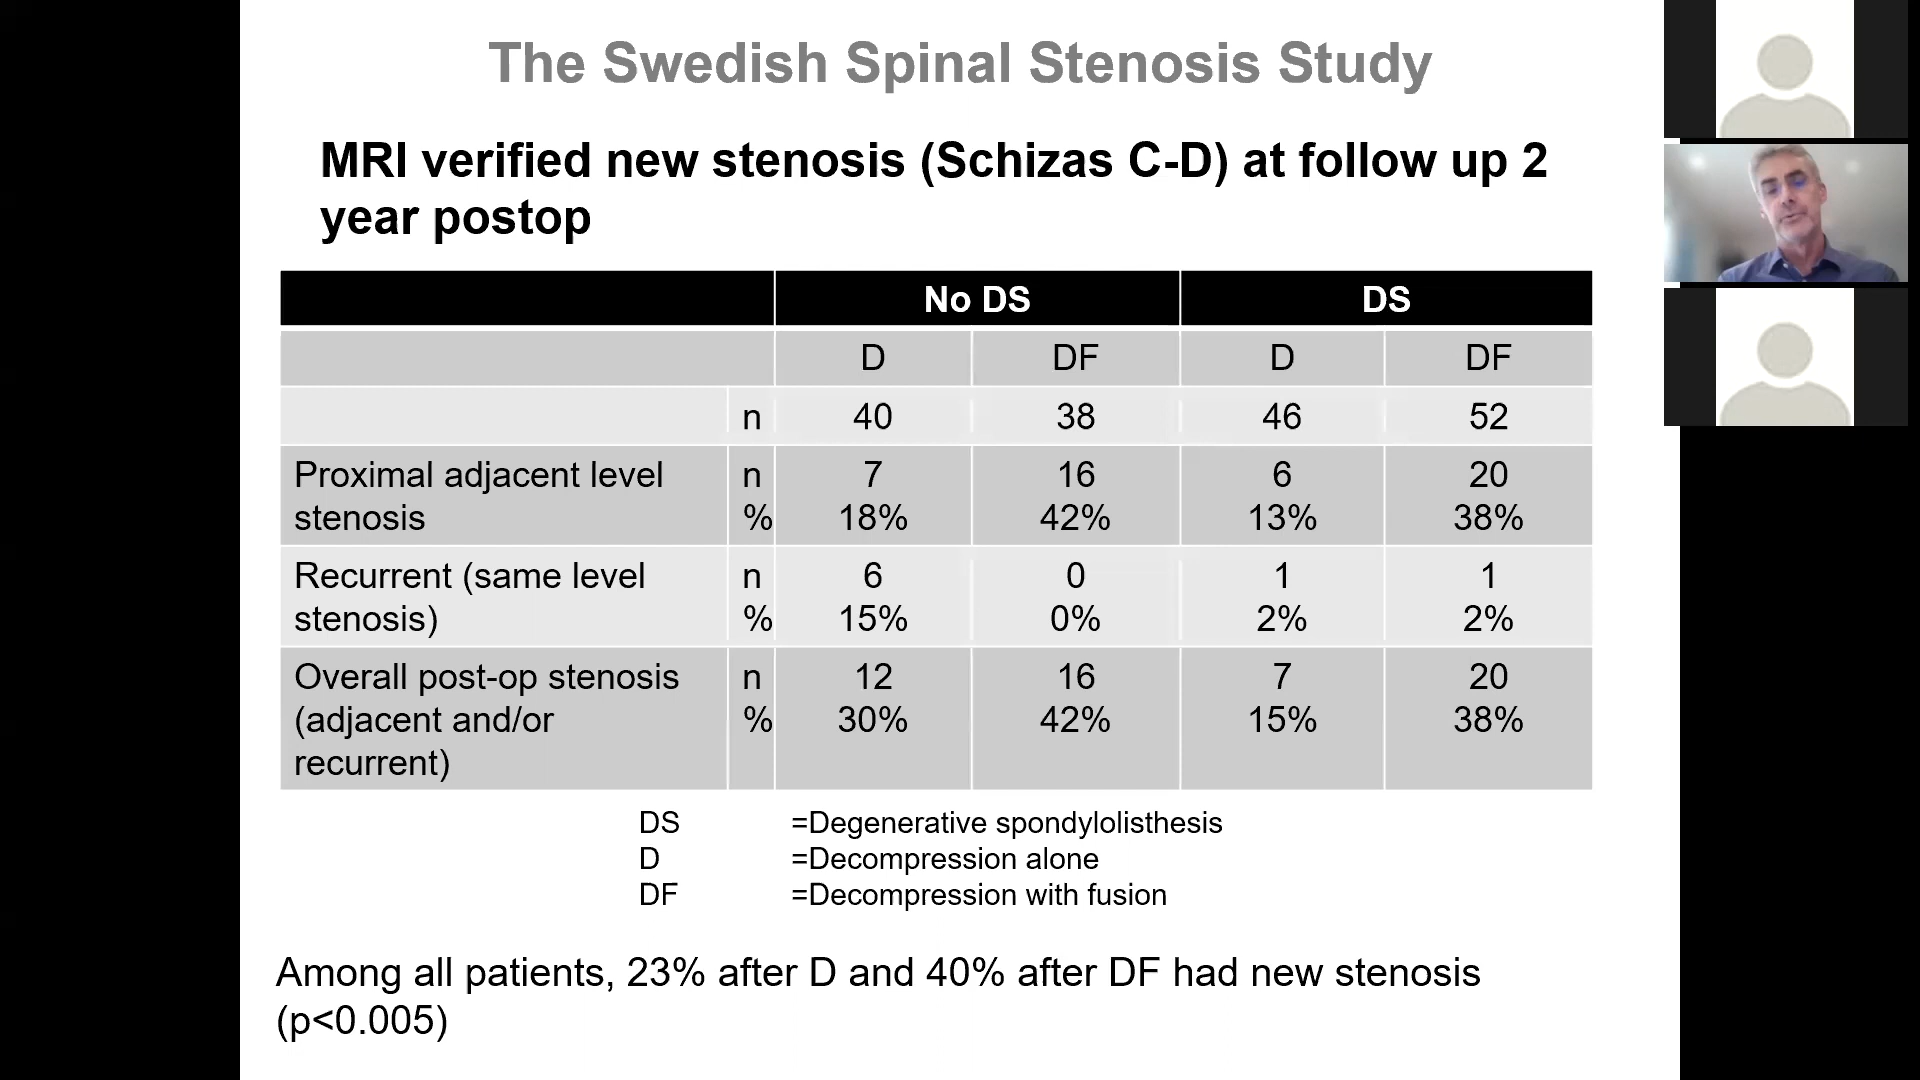 The Swedish Spinal Stenosis Study
MRI verified new stenosis (Schizas C-D) at follow up 2
year postop
No DS DS
D DF D DF
n 40 38 46 52
Proximal adjacent level n 7 16 6 20
stenosis % 18% 42% 13% 38%
Recurrent (same level n 6 0 1 1
stenosis) % 15% 0% 2% 2%
Overall post-op stenosis n 12 16 7 20
(adjacent and/or % 30% 42% 15% 38%
recurrent)
DS =Degenerative spondylolisthesis
D =Decompression alone
DF =Decompression with fusion
Among all patients, 23% after D and 40% after DF had new stenosis
(p<0.005)